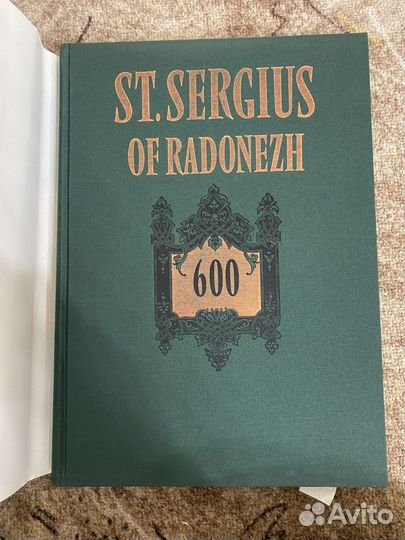 ST. SERGIUS
OF RADONEZH
600
Avito